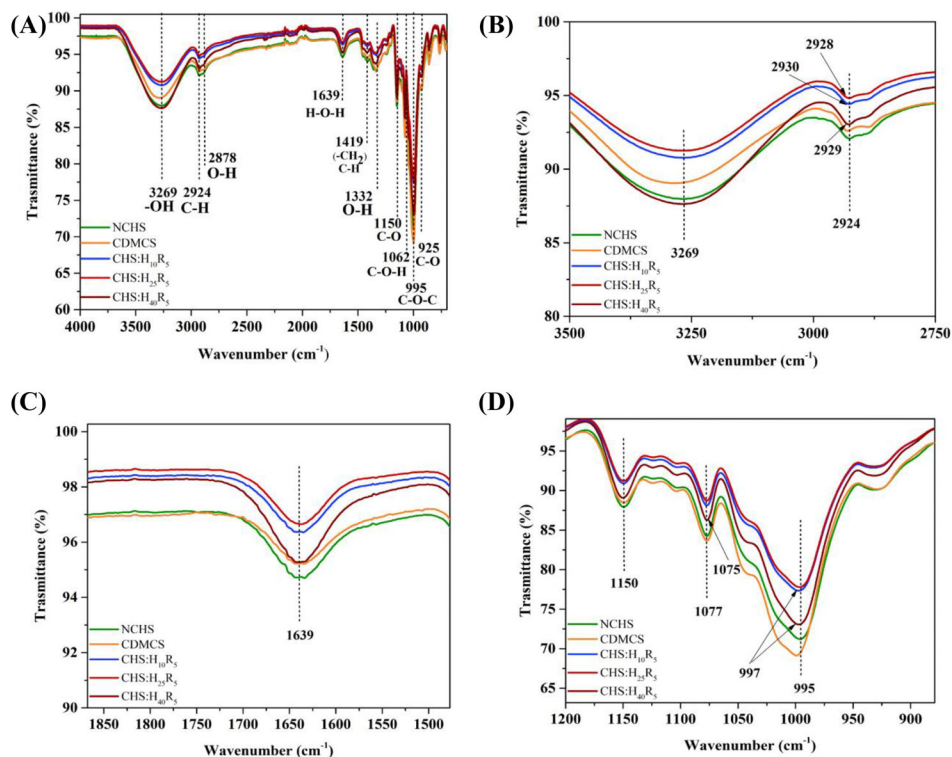 (A)
Trasmittance (%)
100
95
90
85
80
75
70
65
60
3269
-OH
2924
C-H
2878
O-H
1639
H-O-H
1419
(-CH₂)
C-H
1332
O-H
1150
C-O
1062
C-O-H
995
C-O-C
925
C-O
NCHS
CDMCS
CHS:H₁₀R₅
CHS:H₂₅R₅
CHS:H₄₀R₅
4000 3500 3000 2500 2000 1500 1000
Wavenumber (cm⁻¹)
(B)
Trasmittance (%)
100
95
90
85
80
2928
2930
2929
2924
3269
NCHS
CDMCS
CHS:H₁₀R₅
CHS:H₂₅R₅
CHS:H₄₀R₅
3500 3250 3000 2750
Wavenumber (cm⁻¹)
(C)
Trasmittance (%)
100
98
96
94
92
90
1639
NCHS
CDMCS
CHS:H₁₀R₅
CHS:H₂₅R₅
CHS:H₄₀R₅
1850 1800 1750 1700 1650 1600 1550 1500
Wavenumber (cm⁻¹)
(D)
Trasmittance (%)
95
90
85
80
75
70
65
1150
1075
1077
997
995
NCHS
CDMCS
CHS:H₁₀R₅
CHS:H₂₅R₅
CHS:H₄₀R₅
1200 1150 1100 1050 1000 950 900
Wavenumber cm⁻¹)